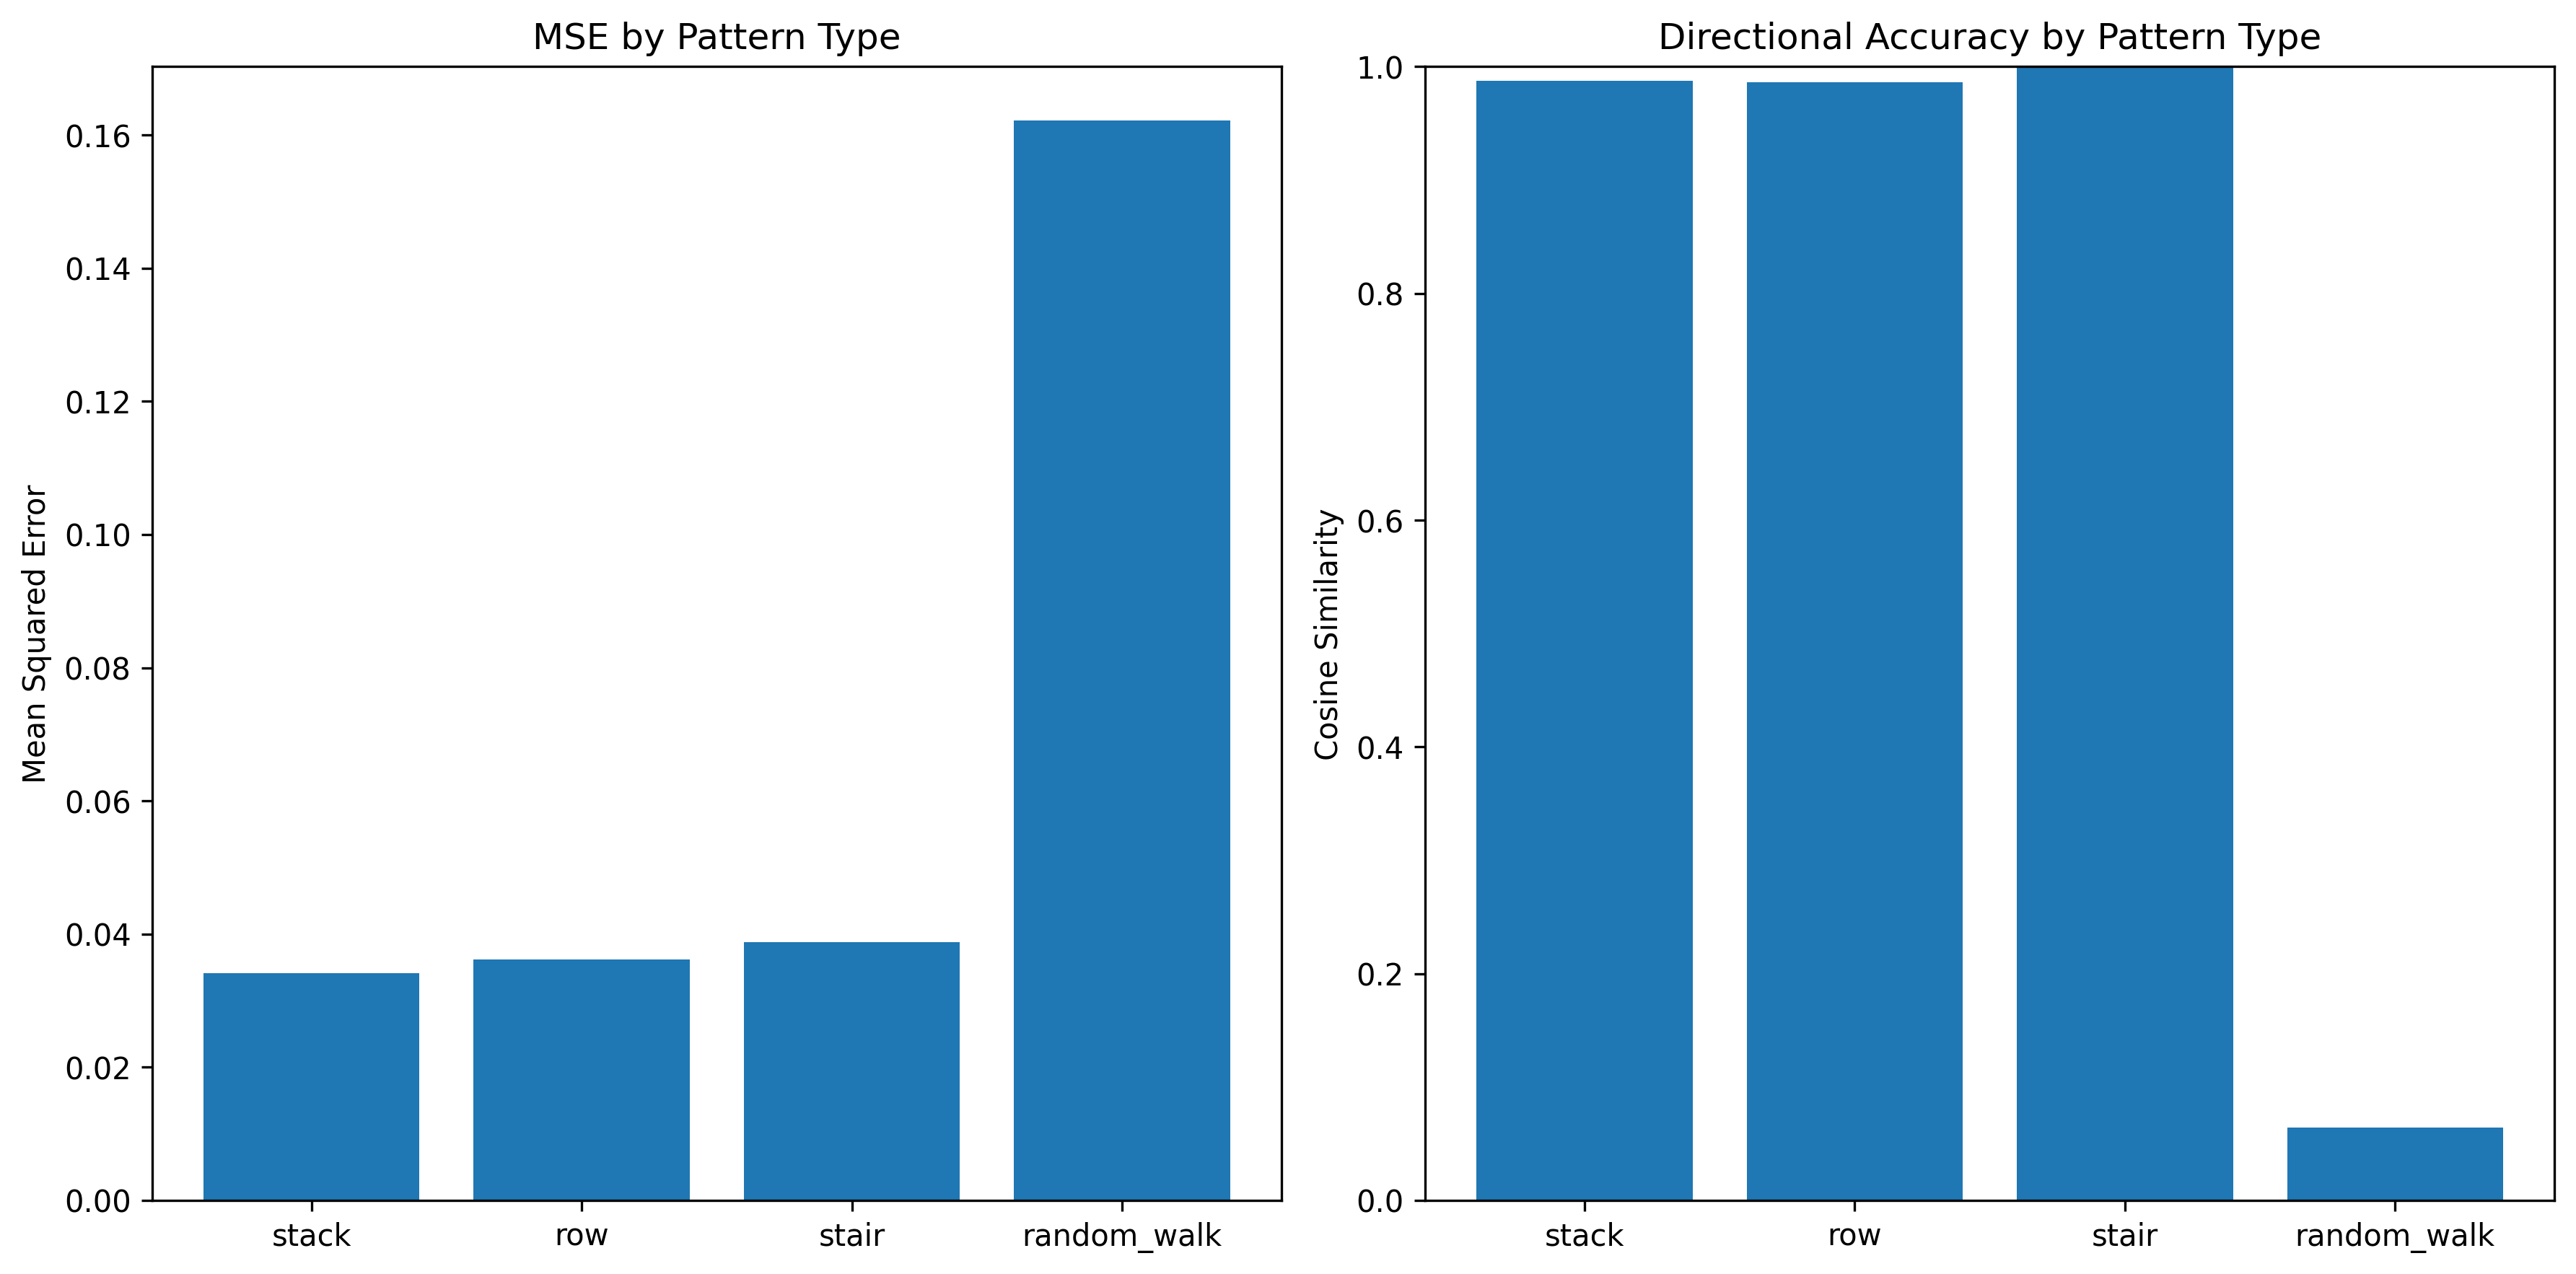 MSE by Pattern Type
Mean Squared Error
0.16
0.14
0.12
0.10
0.08
0.06
0.04
0.02
0.00
stack row stair random_walk
Directional Accuracy by Pattern Type
Cosine Similarity
1.0
0.8
0.6
0.4
0.2
0.0
stack row stair random_walk